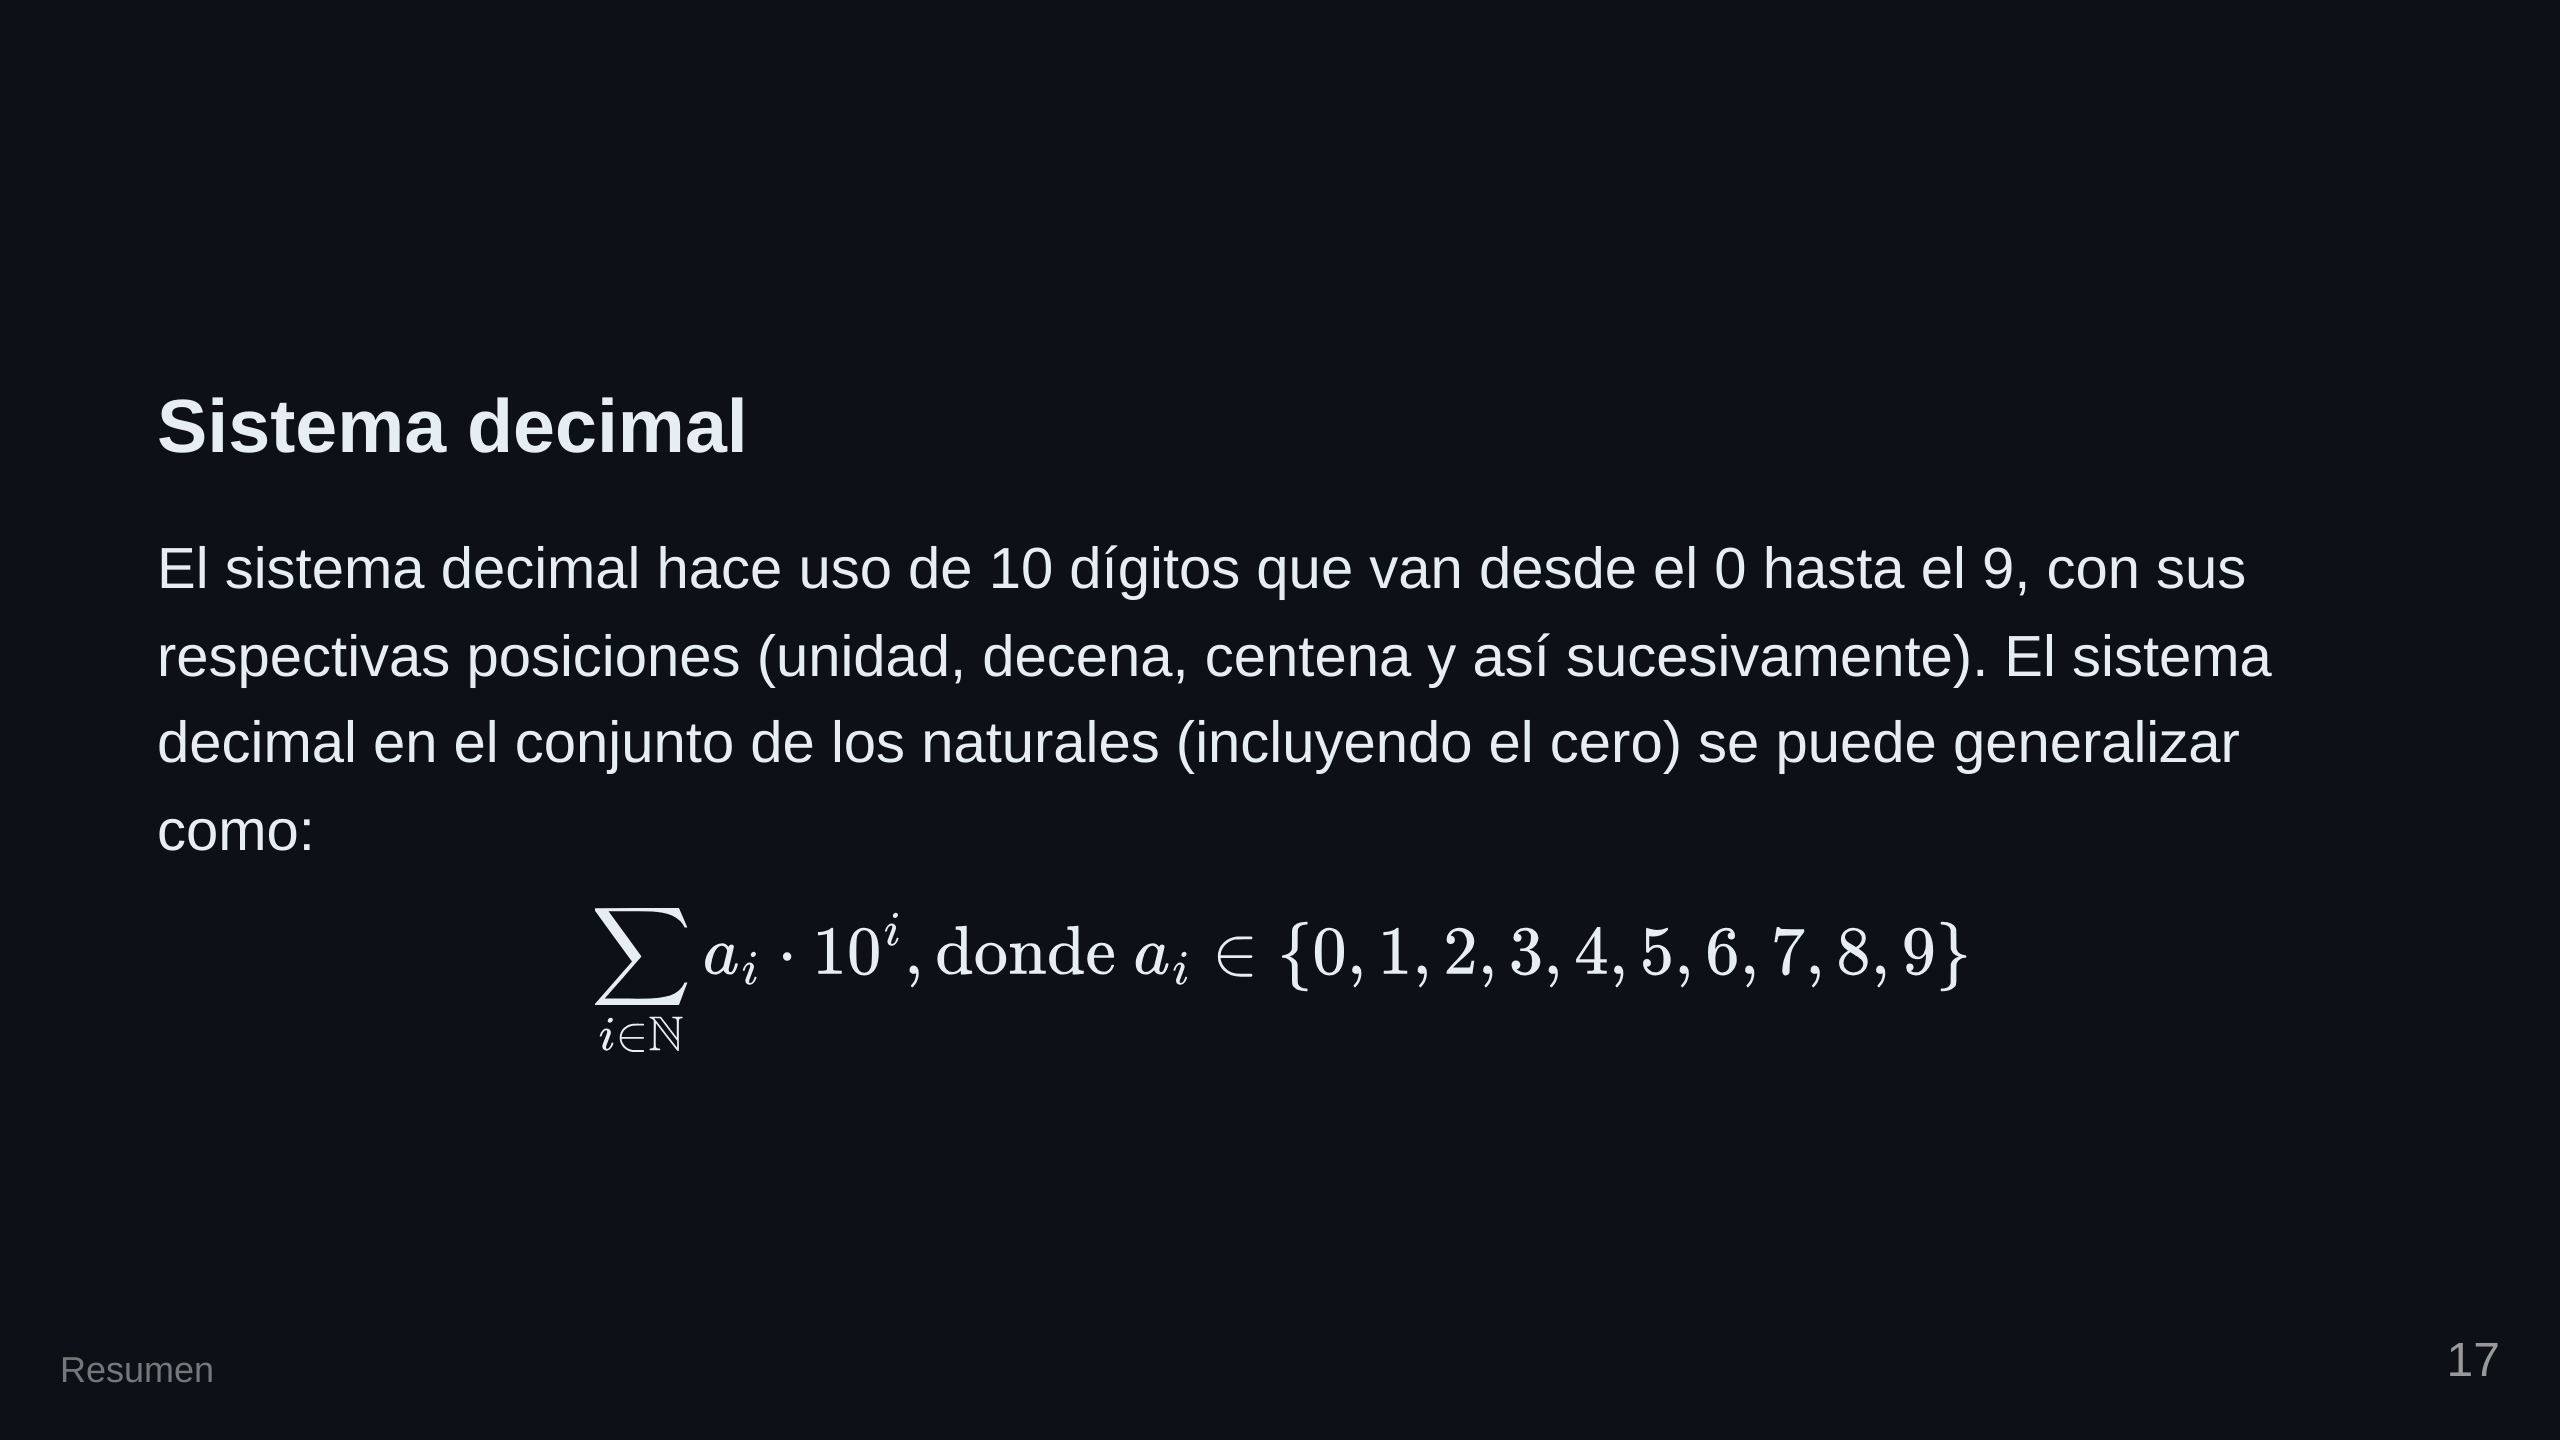 Sistema decimal
El sistema decimal hace uso de 10 dígitos que van desde el 0 hasta el 9, con sus
respectivas posiciones (unidad, decena, centena y así sucesivamente). El sistema
decimal en el conjunto de los naturales (incluyendo el cero) se puede generalizar
como:
∑_{i∈ℕ} a_i · 10^i, donde a_i ∈ {0, 1, 2, 3, 4, 5, 6, 7, 8, 9}
Resumen
17